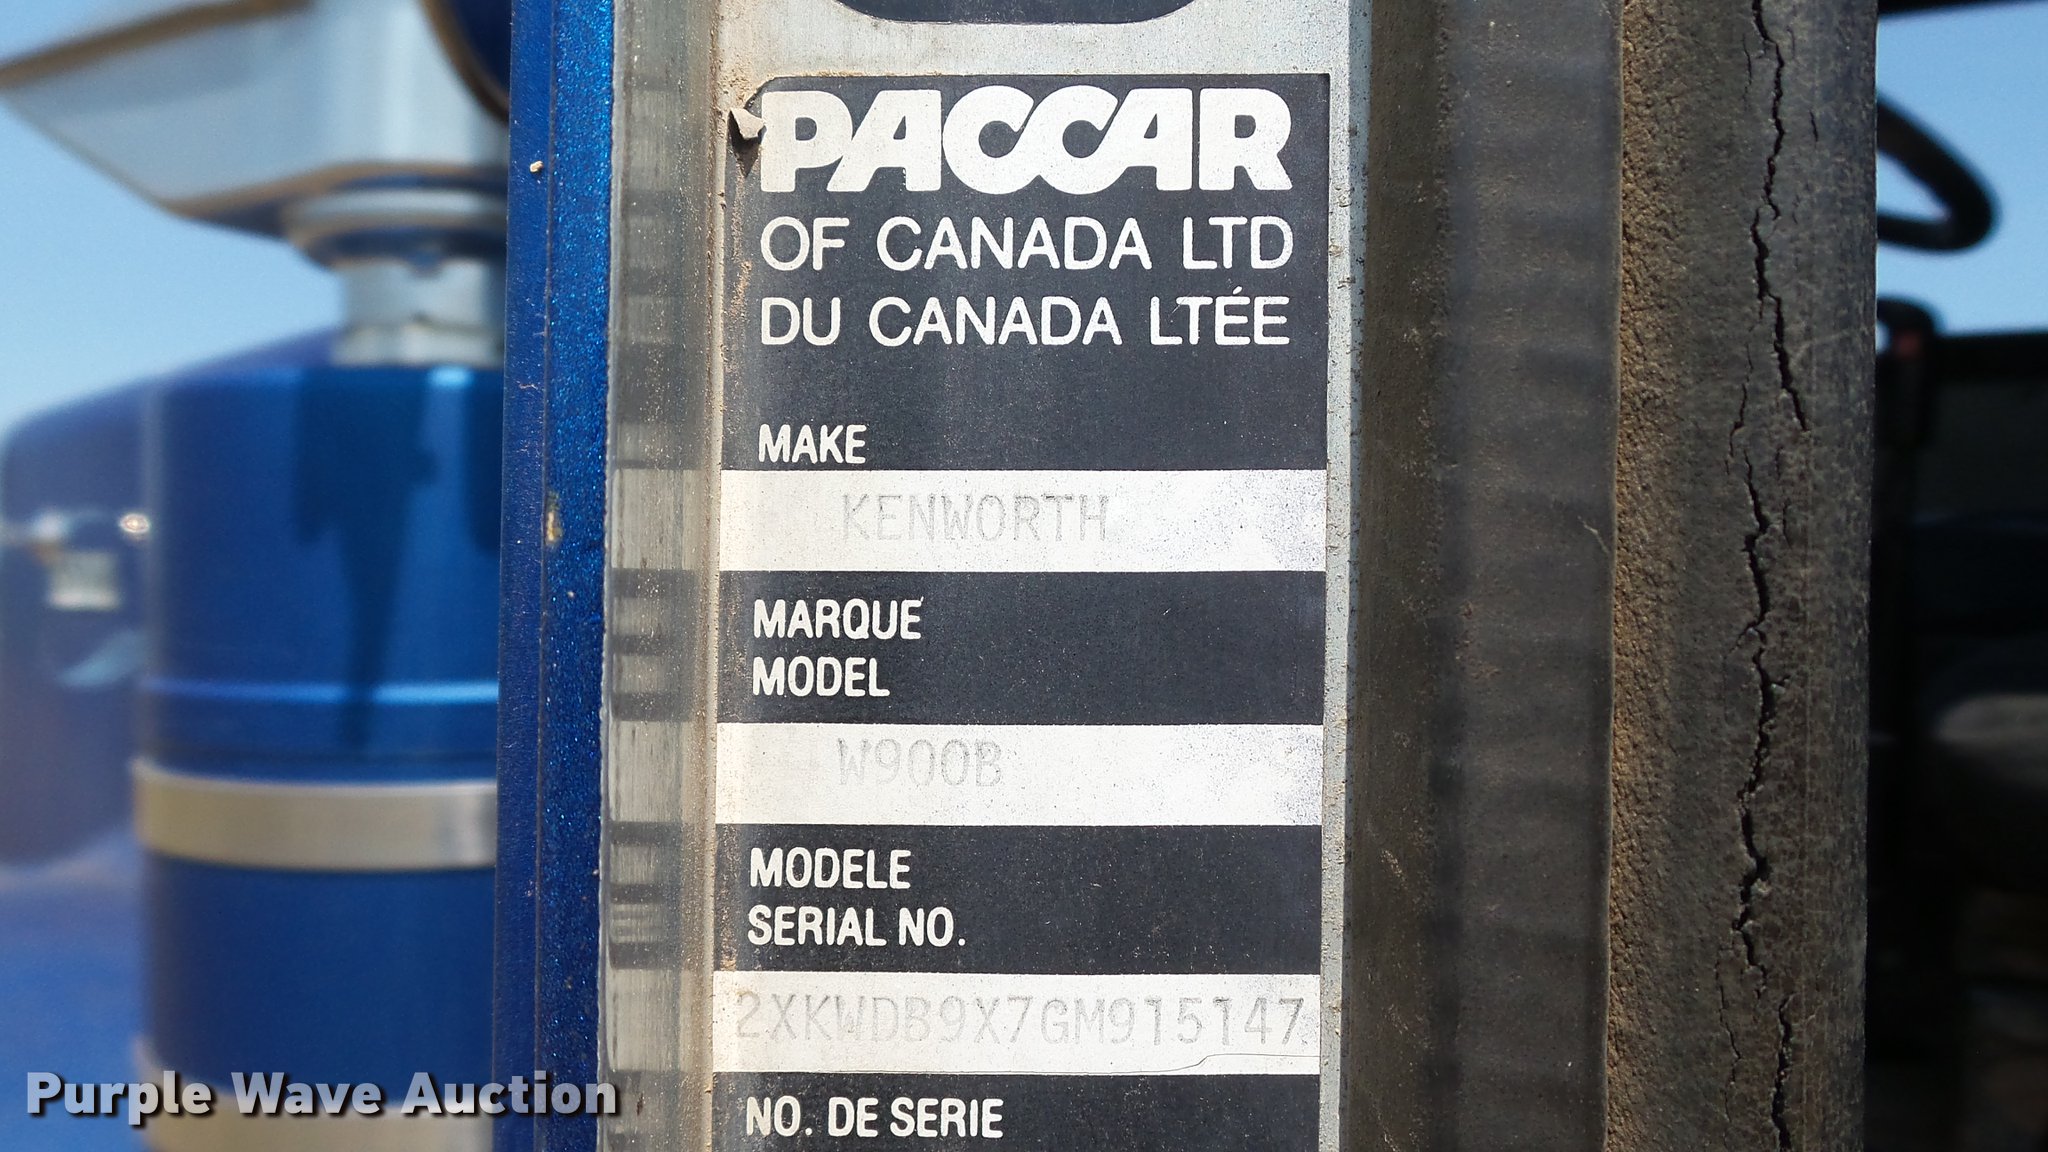 PACCAR
OF CANADA LTD
DU CANADA LTÉE
MAKE
KENWORTH
MARQUE
MODEL
W900B
MODELE
SERIAL NO.
2XKWDB9X7GM915147
NO. DE SERIE
Purple Wave Auction